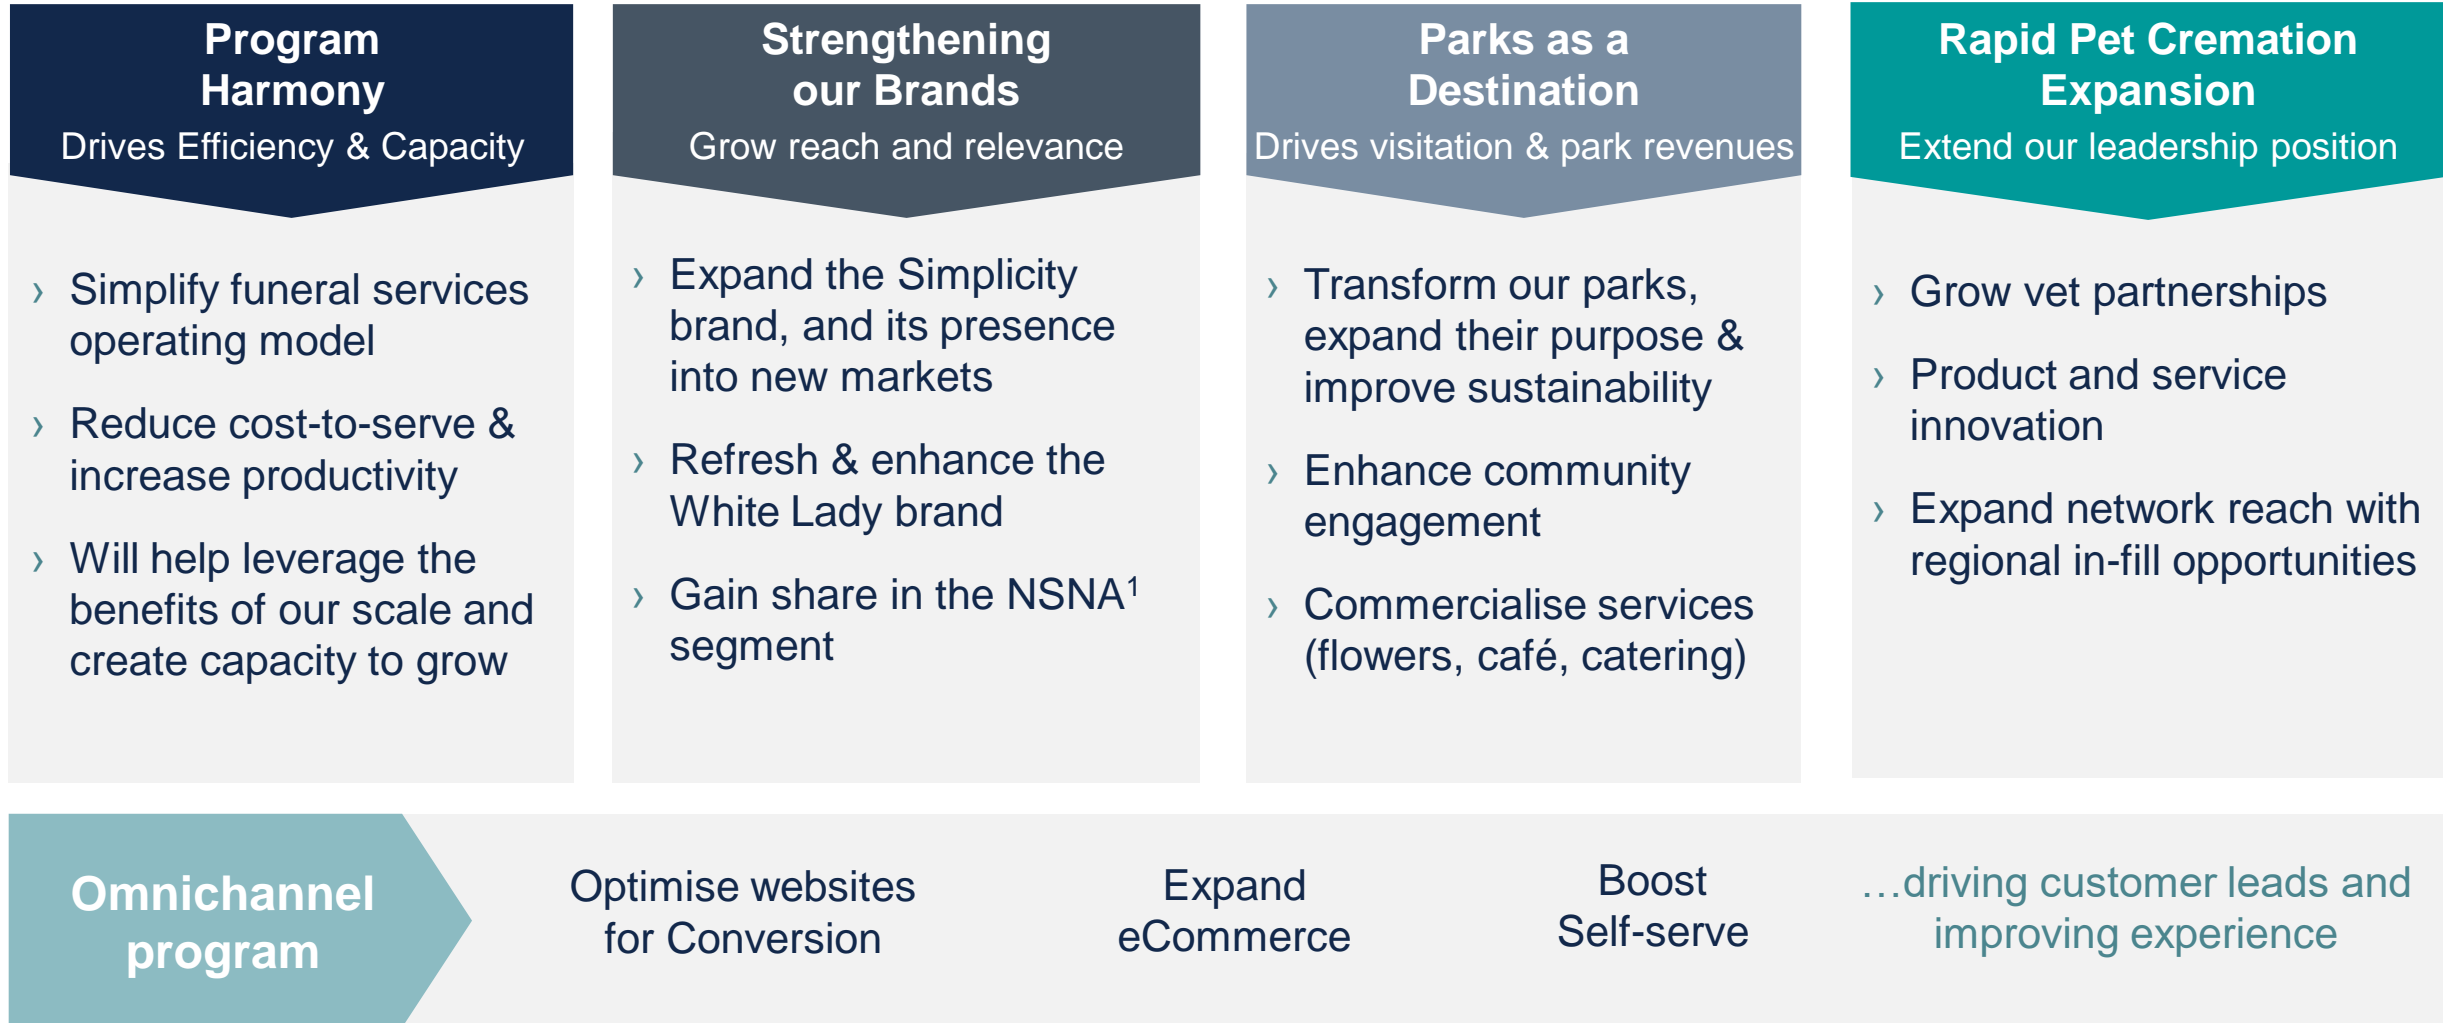 Program
Harmony
Drives Efficiency & Capacity
› Simplify funeral services
operating model
› Reduce cost-to-serve &
increase productivity
› Will help leverage the
benefits of our scale and
create capacity to grow
Strengthening
our Brands
Grow reach and relevance
› Expand the Simplicity
brand, and its presence
into new markets
› Refresh & enhance the
White Lady brand
› Gain share in the NSNA¹
segment
Parks as a
Destination
Drives visitation & park revenues
› Transform our parks,
expand their purpose &
improve sustainability
› Enhance community
engagement
› Commercialise services
(flowers, café, catering)
Rapid Pet Cremation
Expansion
Extend our leadership position
› Grow vet partnerships
› Product and service
innovation
› Expand network reach with
regional in-fill opportunities
Omnichannel
program
Optimise websites
for Conversion
Expand
eCommerce
Boost
Self-serve
…driving customer leads and
improving experience